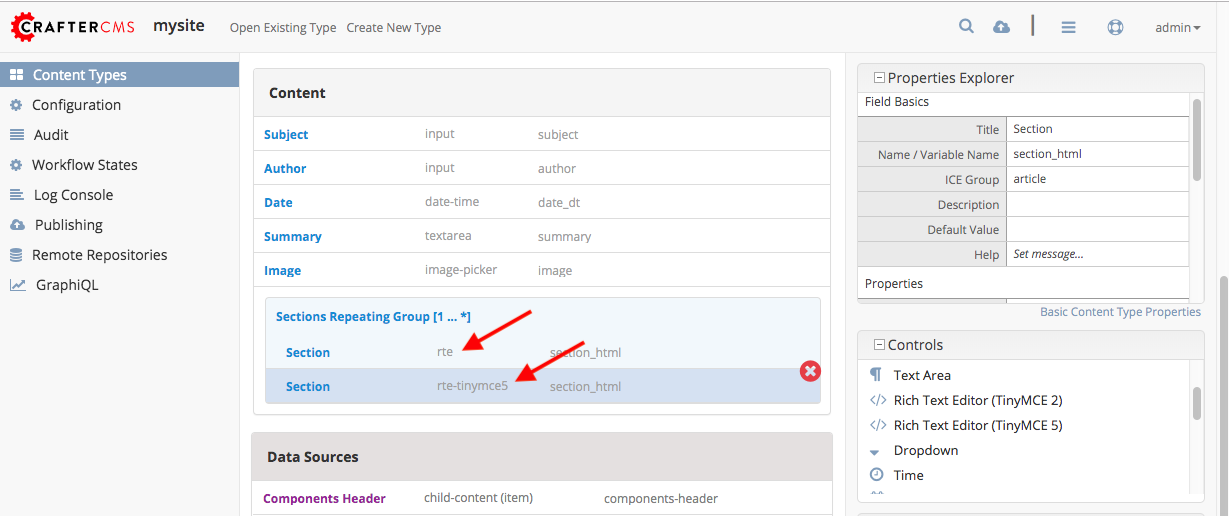 CRAFTERCMS mysite Open Existing Type Create New Type admin
Content Types
Configuration
Audit
Workflow States
Log Console
Publishing
Remote Repositories
GraphiQL
Content
Subject input subject
Author input author
Date date-time date_dt
Summary textarea summary
Image image-picker image
Sections Repeating Group [1 ... *]
Section rte section_html
Section rte-tinymce5 section_html
Data Sources
Components Header child-content (item) components-header
Properties Explorer
Field Basics
Title Section
Name / Variable Name section_html
ICE Group article
Description
Default Value
Help Set message...
Properties
Basic Content Type Properties
Controls
Text Area
Rich Text Editor (TinyMCE 2)
Rich Text Editor (TinyMCE 5)
Dropdown
Time